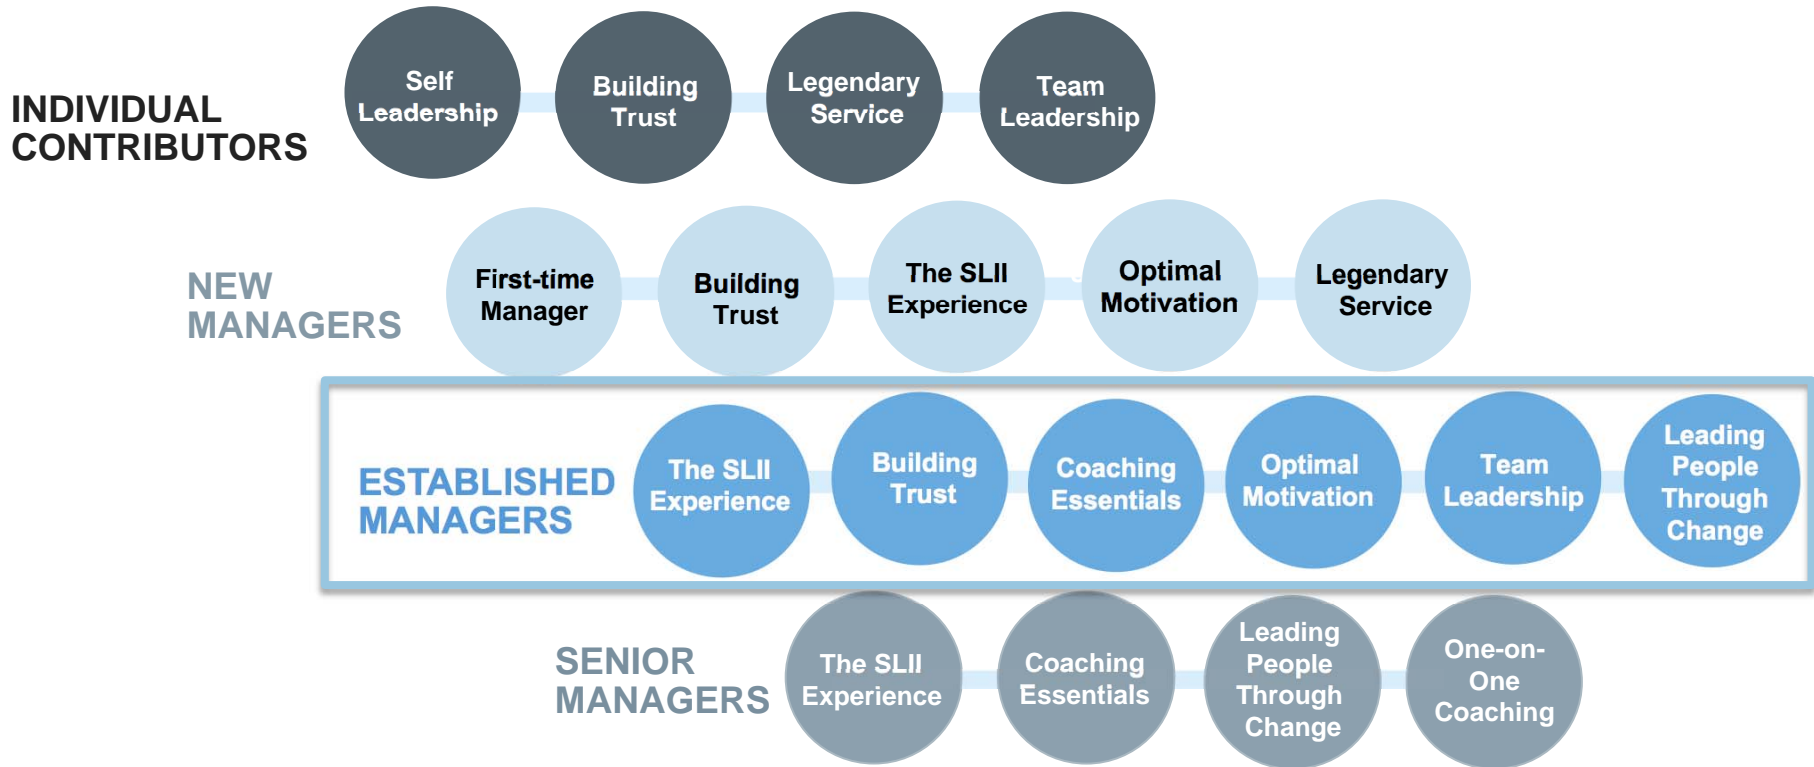 INDIVIDUAL
CONTRIBUTORS
Self
Leadership
Building
Trust
Legendary
Service
Team
Leadership
NEW
MANAGERS
First-time
Manager
Building
Trust
The SLII
Experience
Optimal
Motivation
Legendary
Service
ESTABLISHED
MANAGERS
The SLII
Experience
Building
Trust
Coaching
Essentials
Optimal
Motivation
Team
Leadership
Leading
People
Through
Change
SENIOR
MANAGERS
The SLII
Experience
Coaching
Essentials
Leading
People
Through
Change
One-on-
One
Coaching